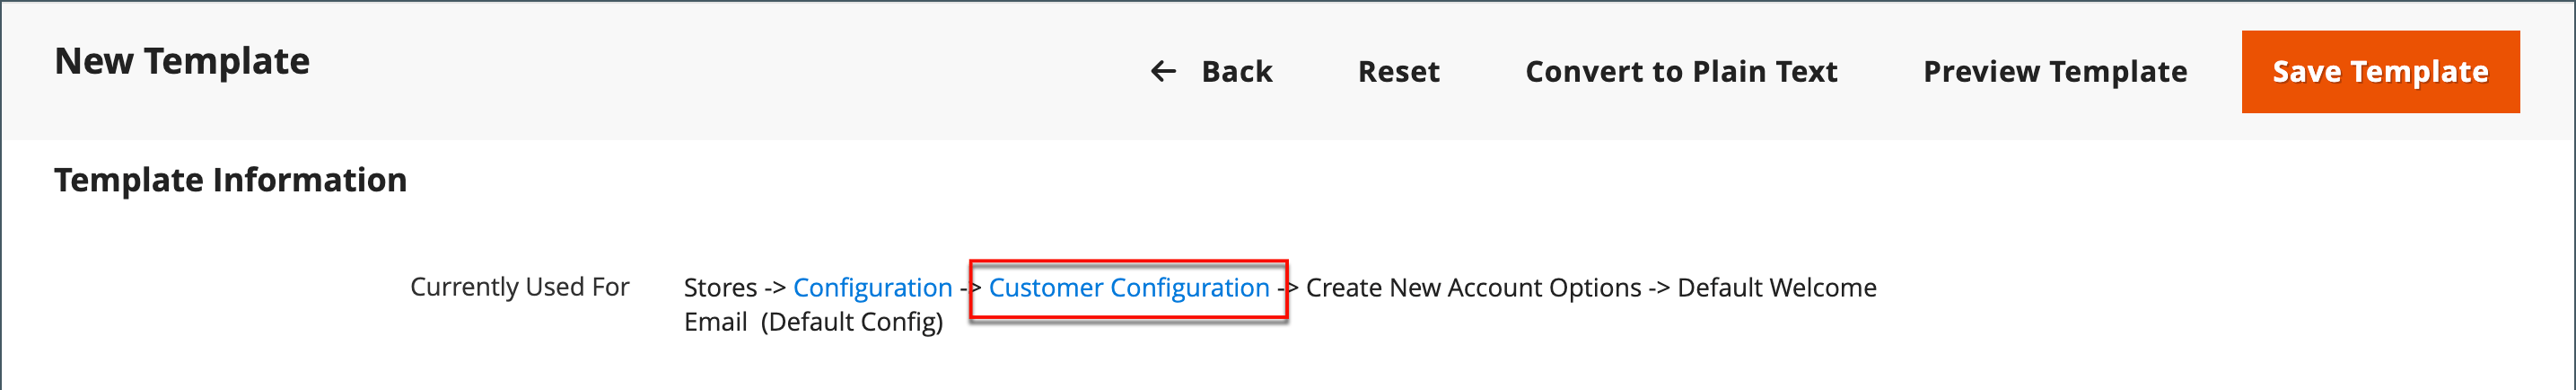 New Template
← Back Reset Convert to Plain Text Preview Template Save Template
Template Information
Currently Used For Stores -> Configuration -> Customer Configuration -> Create New Account Options -> Default Welcome
Email (Default Config)